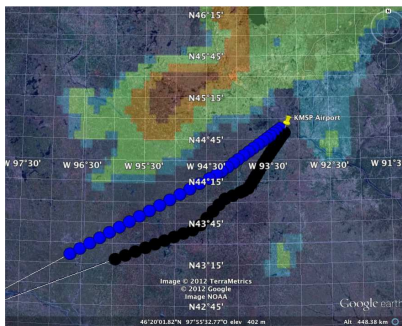 N46°15'
N45°45'
N45°15'
KMSP Airport
N44°45'
W 97°30' W 96°30' W 95°30' W 94°30' W 93°30' W 92°30' W 91°3
N44°15'
N43°45'
N43°15'
Image © 2012 TerraMetrics
© 2012 Google
Image NOAA
N42°45'
Google earth
46°20'01.82"N 97°55'32.77"O elev 402 m Alt 448.38